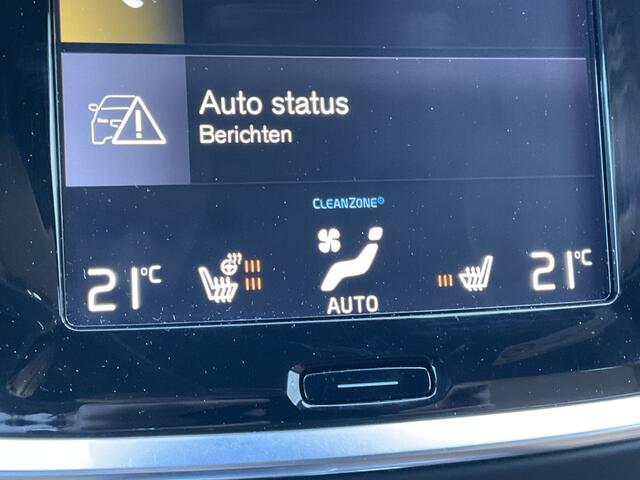 Auto status
Berichten
CLEANZONE
21°C
21°C
AUTO